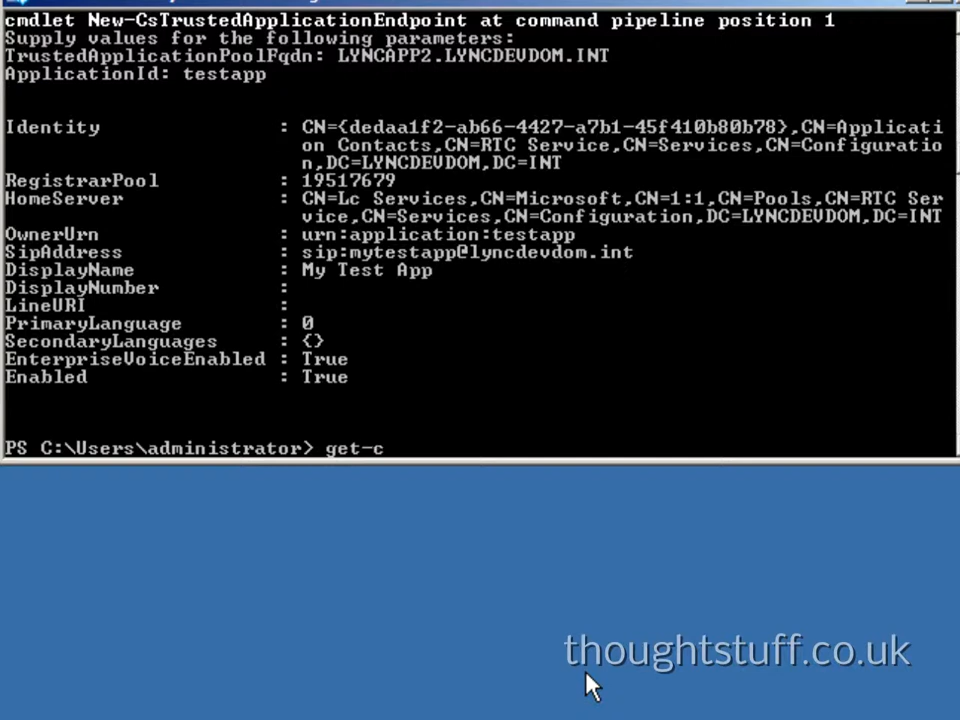 cmdlet New-CsTrustedApplicationEndpoint at command pipeline position 1
Supply values for the following parameters:
TrustedApplicationPoolFqdn: LYNCAPP2.LYNCDEVDOM.INT
ApplicationId: testapp
Identity : CN={dedaa1f2-ab66-4427-a7b1-45f410b80b78},CN=Applicati
on Contacts,CN=RTC Service,CN=Services,CN=Configuratio
n,DC=LYNCDEVDOM,DC=INT
RegistrarPool : 19517679
HomeServer : CN=Lc Services,CN=Microsoft,CN=1:1,CN=Pools,CN=RTC Ser
vice,CN=Services,CN=Configuration,DC=LYNCDEVDOM,DC=INT
OwnerUrn : urn:application:testapp
SipAddress : sip:mytestapp@lyncdevdom.int
DisplayName : My Test App
DisplayNumber :
LineURI :
PrimaryLanguage : 0
SecondaryLanguages : {}
EnterpriseVoiceEnabled : True
Enabled : True
PS C:\Users\administrator> get-c
thoughtstuff.co.uk